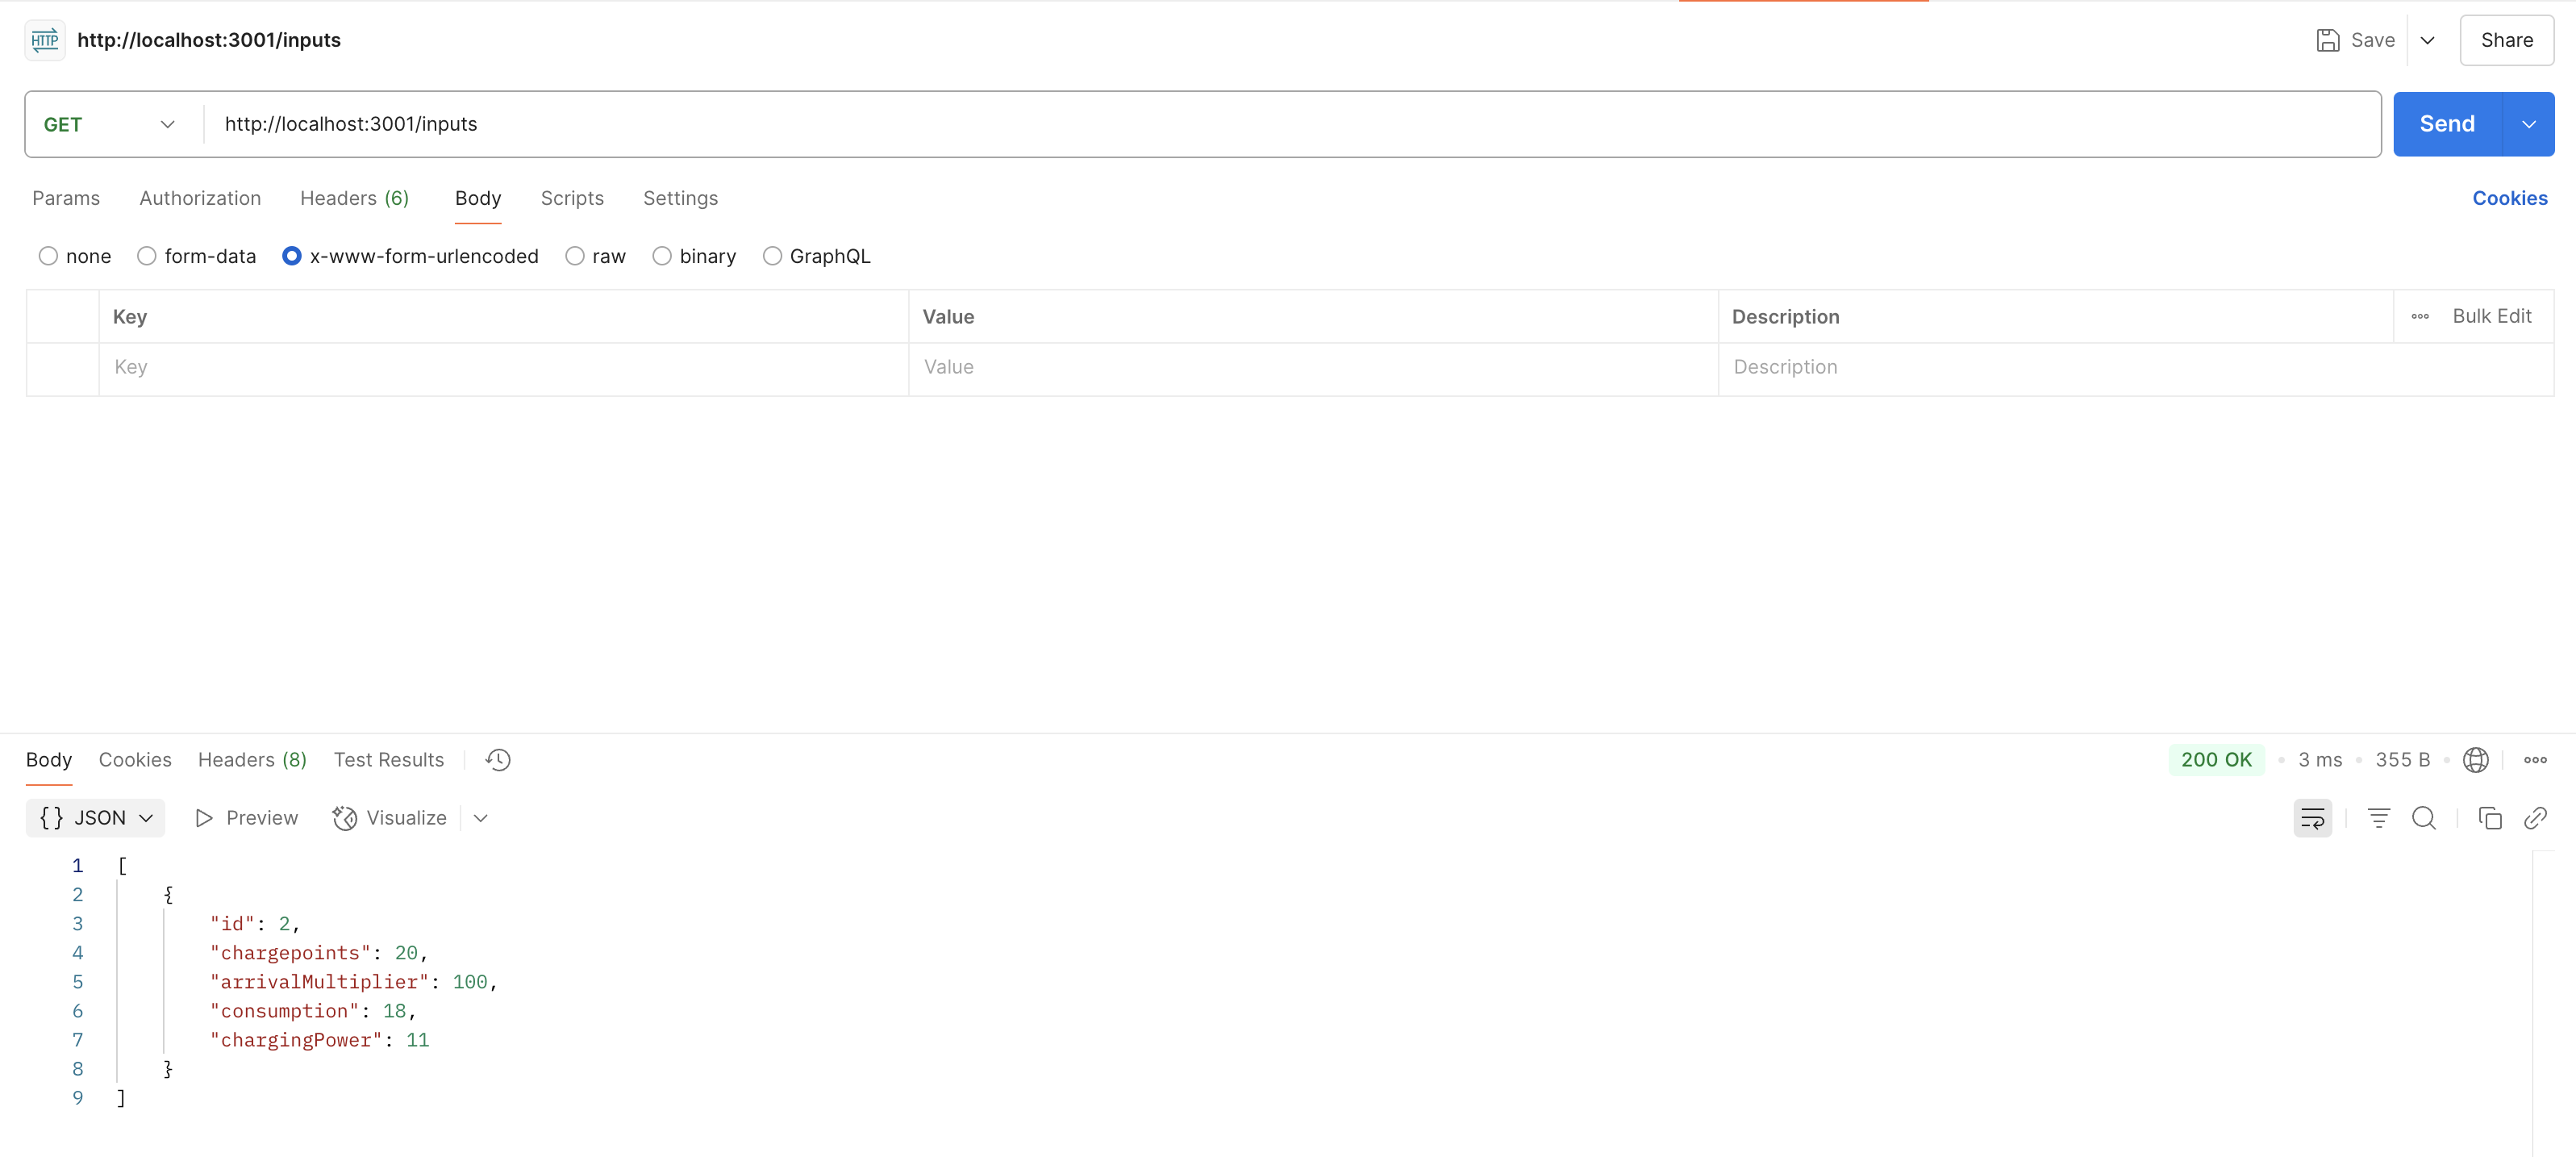 HTTP http://localhost:3001/inputs Save Share
GET http://localhost:3001/inputs Send
Params Authorization Headers (6) Body Scripts Settings Cookies
none form-data x-www-form-urlencoded raw binary GraphQL
Key Value Description Bulk Edit
Key Value Description
Body Cookies Headers (8) Test Results 200 OK 3 ms 355 B
{} JSON Preview Visualize
1 [
2 {
3 "id": 2,
4 "chargepoints": 20,
5 "arrivalMultiplier": 100,
6 "consumption": 18,
7 "chargingPower": 11
8 }
9 ]